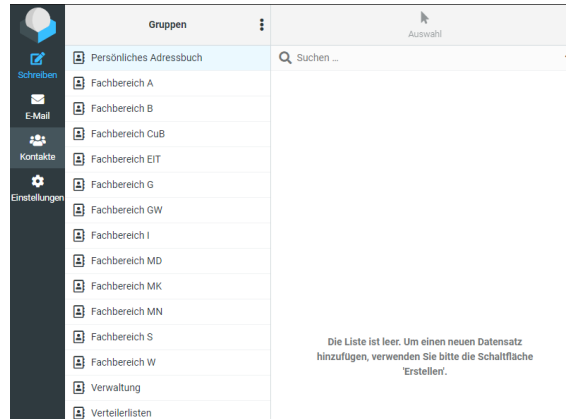 Schreiben
E-Mail
Kontakte
Einstellungen
Gruppen
Persönliches Adressbuch
Fachbereich A
Fachbereich B
Fachbereich CuB
Fachbereich EIT
Fachbereich G
Fachbereich GW
Fachbereich I
Fachbereich MD
Fachbereich MK
Fachbereich MN
Fachbereich S
Fachbereich W
Verwaltung
Verteilerlisten
Auswahl
Suchen ...
Die Liste ist leer. Um einen neuen Datensatz
hinzufügen, verwenden Sie bitte die Schaltfläche
'Erstellen'.